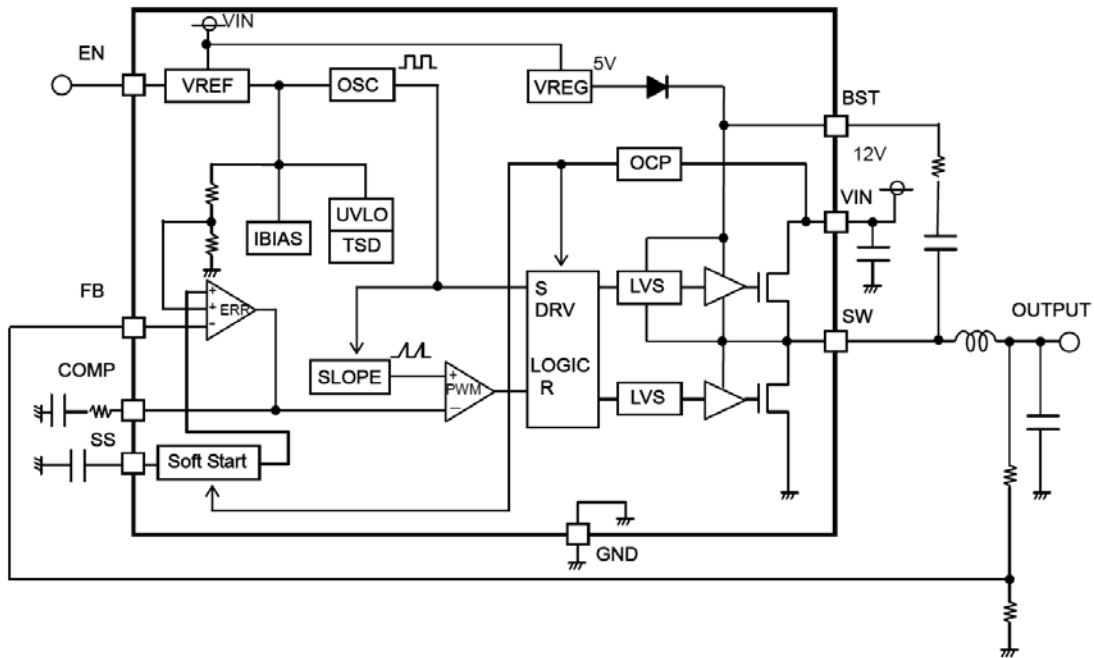 VIN
EN
VREF
OSC
5V
VREG
BST
12V
OCP
VIN
IBIAS
UVLO
TSD
FB
+
+ ERR
-
LVS
S
DRV
SW
OUTPUT
COMP
SLOPE
+
PWM
-
LOGIC
R
LVS
SS
Soft Start
GND